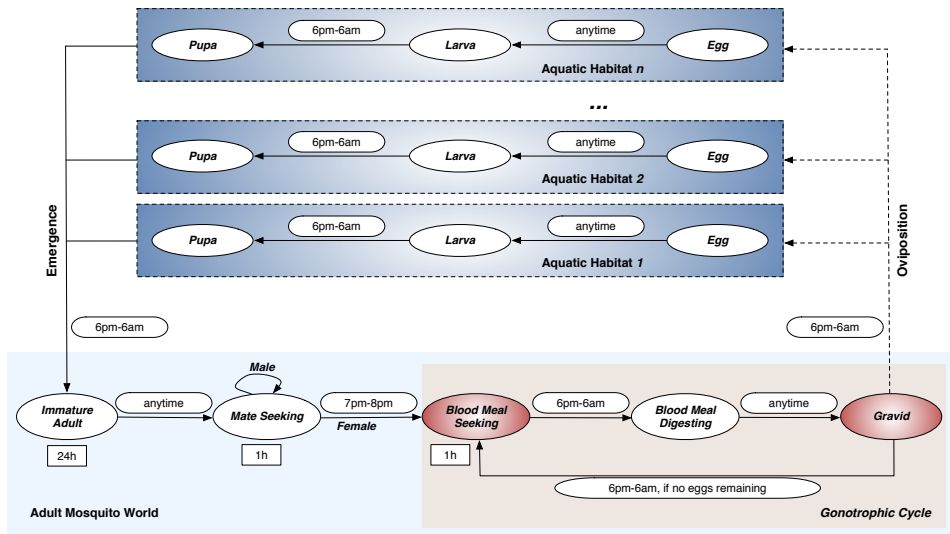 6pm-6am
anytime
Pupa
Larva
Egg
Aquatic Habitat n
...
6pm-6am
anytime
Pupa
Larva
Egg
Aquatic Habitat 2
6pm-6am
anytime
Pupa
Larva
Egg
Aquatic Habitat 1
Emergence
Oviposition
6pm-6am
6pm-6am
Male
Immature
Adult
anytime
Mate Seeking
7pm-8pm
Female
Blood Meal
Seeking
6pm-6am
Blood Meal
Digesting
anytime
Gravid
24h
1h
1h
6pm-6am, if no eggs remaining
Adult Mosquito World
Gonotrophic Cycle